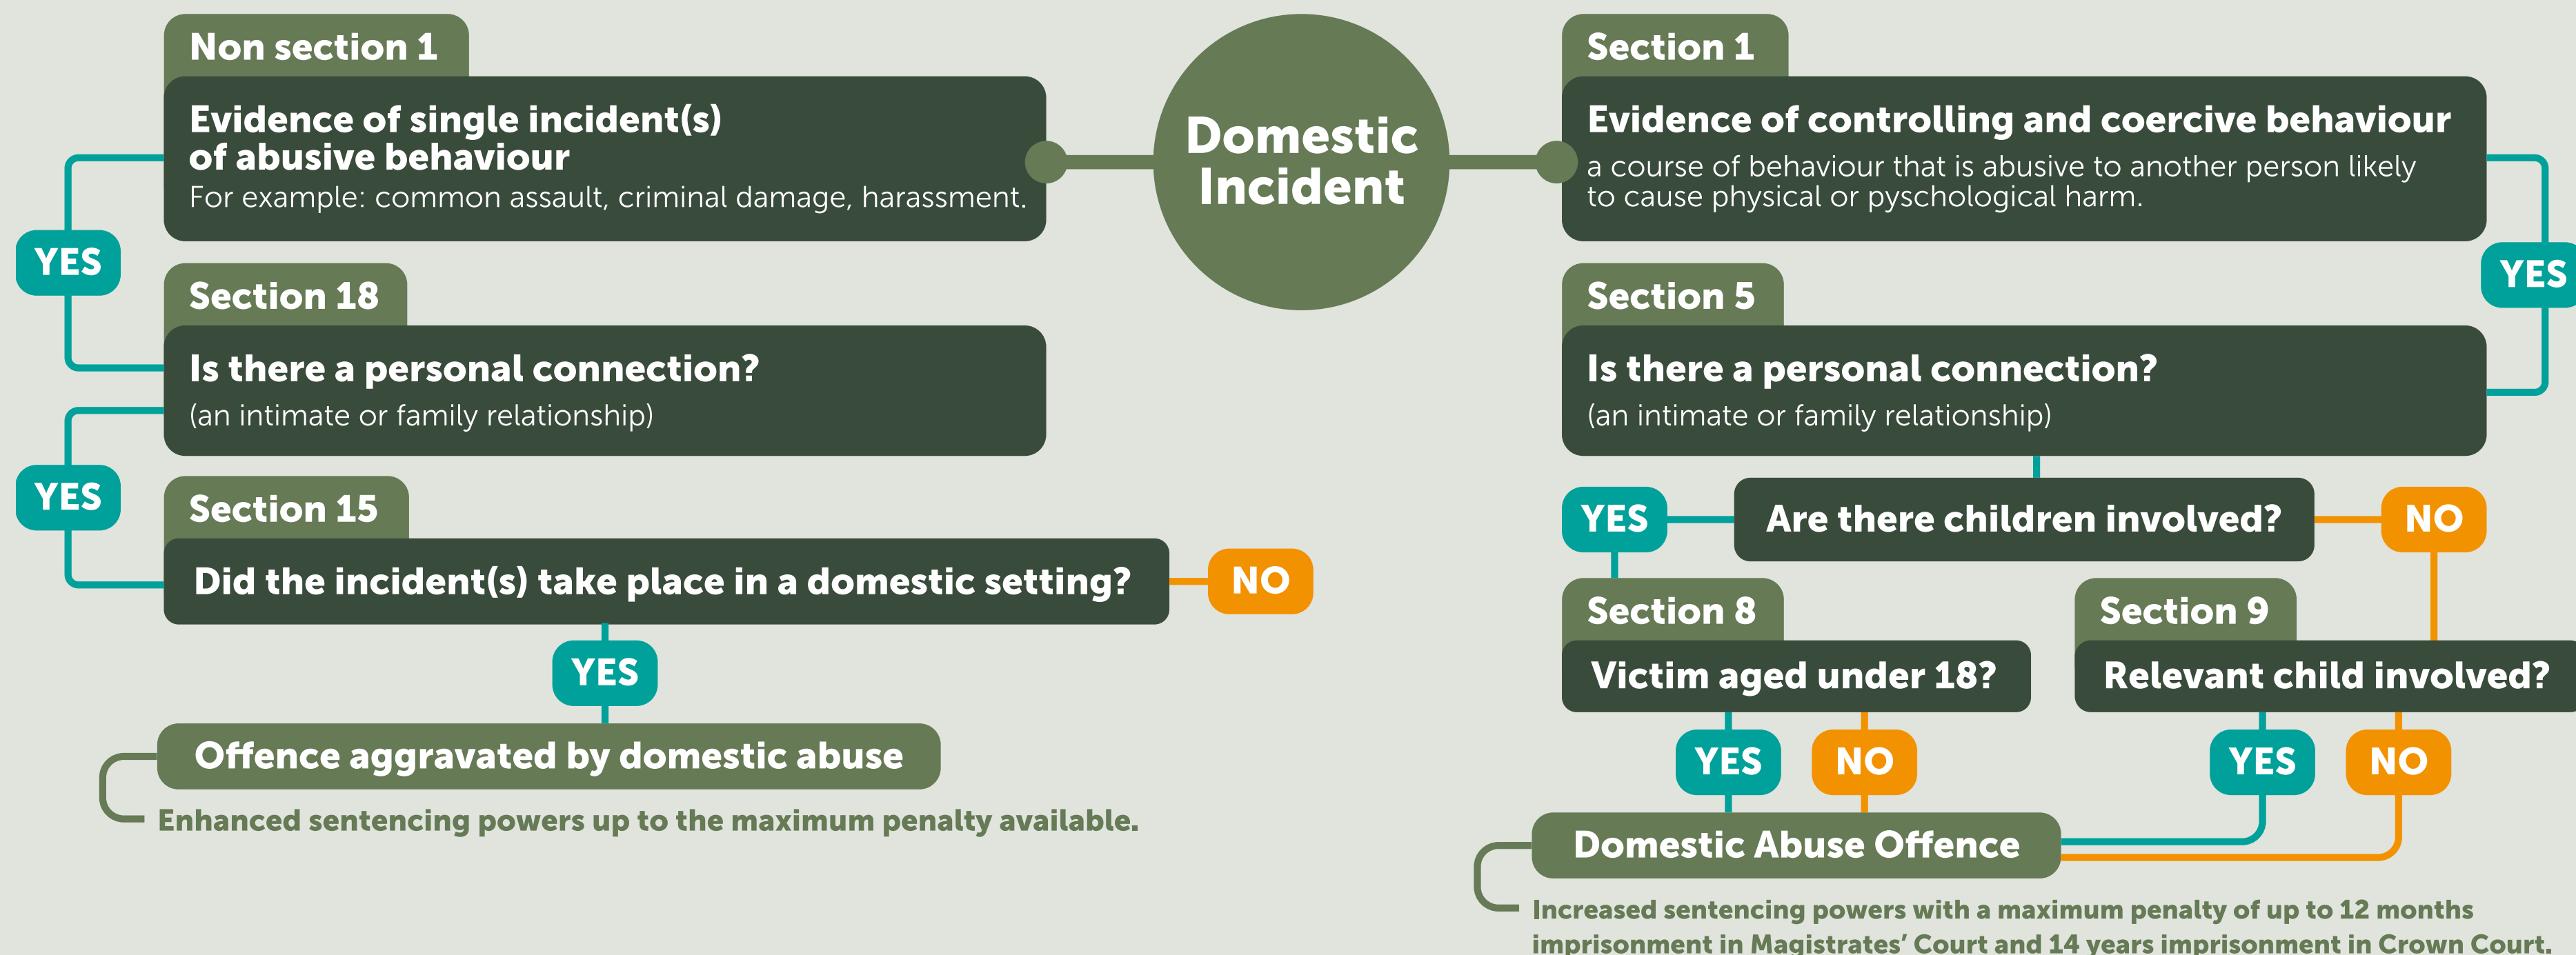 Domestic
Incident
Non section 1
Evidence of single incident(s)
of abusive behaviour
For example: common assault, criminal damage, harassment.
YES
Section 18
Is there a personal connection?
(an intimate or family relationship)
YES
Section 15
Did the incident(s) take place in a domestic setting?
NO
YES
Offence aggravated by domestic abuse
Enhanced sentencing powers up to the maximum penalty available.
Section 1
Evidence of controlling and coercive behaviour
a course of behaviour that is abusive to another person likely
to cause physical or pyschological harm.
YES
Section 5
Is there a personal connection?
(an intimate or family relationship)
YES
Are there children involved?
NO
Section 8
Victim aged under 18?
YES
NO
Section 9
Relevant child involved?
YES
NO
Domestic Abuse Offence
Increased sentencing powers with a maximum penalty of up to 12 months
imprisonment in Magistrates' Court and 14 years imprisonment in Crown Court.